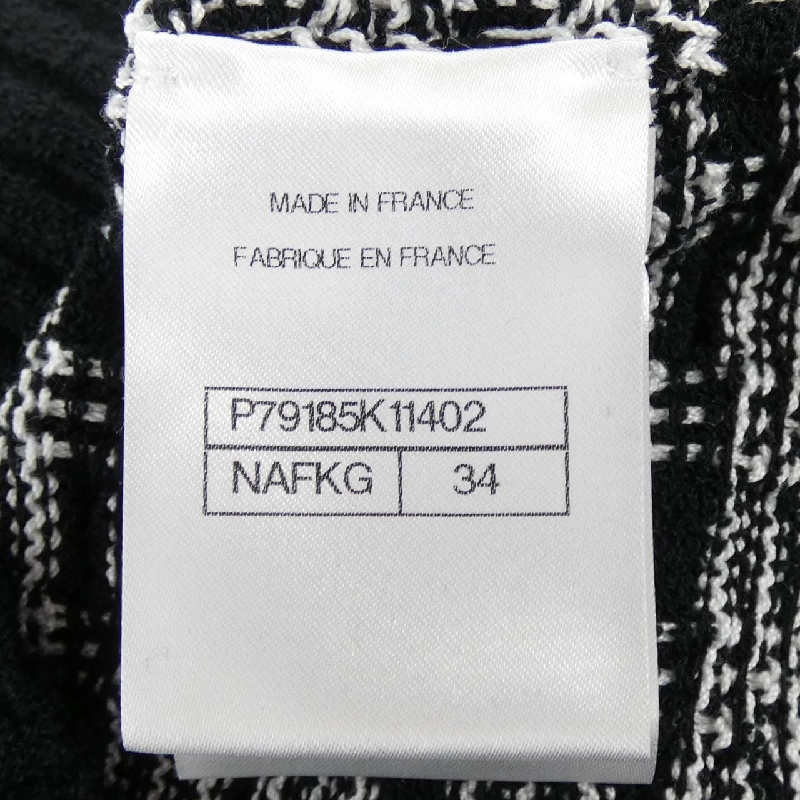 MADE IN FRANCE
FABRIQUE EN FRANCE
P79185K11402
NAFKG 34